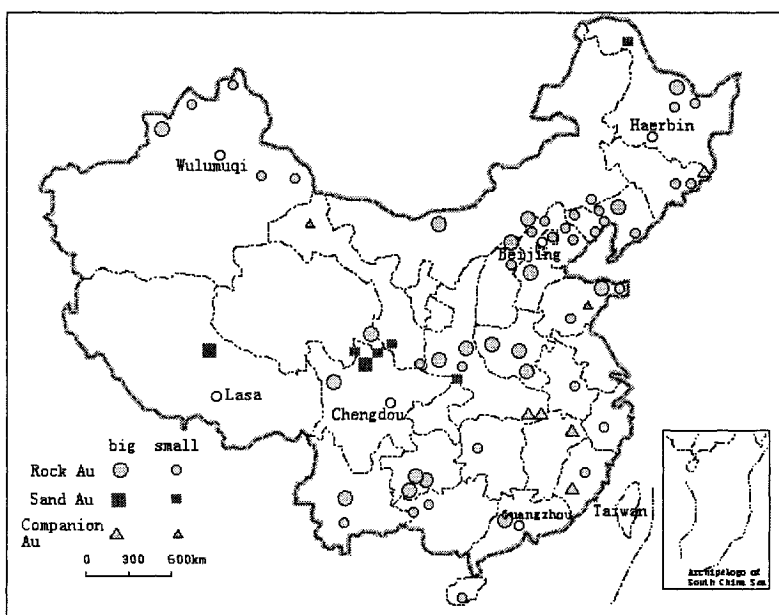 Haerbin
Wulumuqi
Beijing
Lasa
Chengdou
big small
Rock Au
Sand Au
Companion
Au
0 300 600km
Guangzhou
Taiwan
Archipelago of
South China Sea